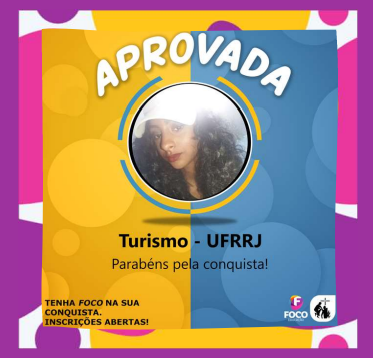 APROVADA
Turismo - UFRRJ
Parabéns pela conquista!
TENHA FOCO NA SUA
CONQUISTA.
INSCRIÇÕES ABERTAS!
F
FOCO